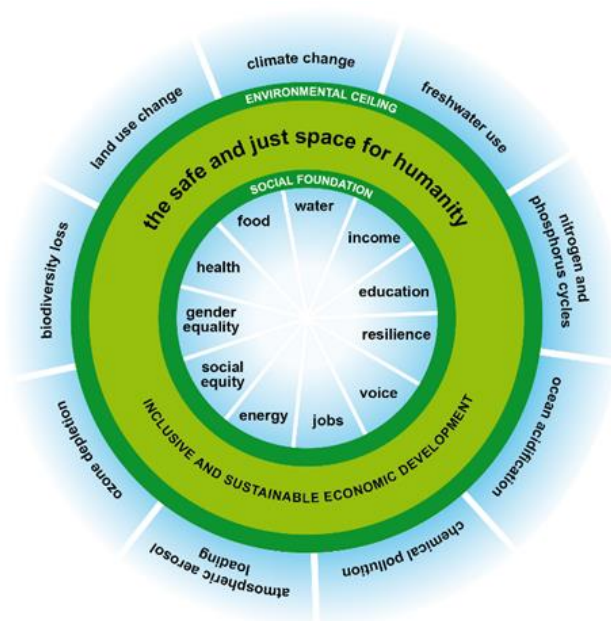 climate change
freshwater use
nitrogen and
phosphorus cycles
ocean acidification
chemical pollution
atmospheric aerosol
loading
ozone depletion
biodiversity loss
land use change
ENVIRONMENTAL CEILING
the safe and just space for humanity
SOCIAL FOUNDATION
water
income
education
resilience
voice
jobs
energy
social
equity
gender
equality
health
food
INCLUSIVE AND SUSTAINABLE ECONOMIC DEVELOPMENT